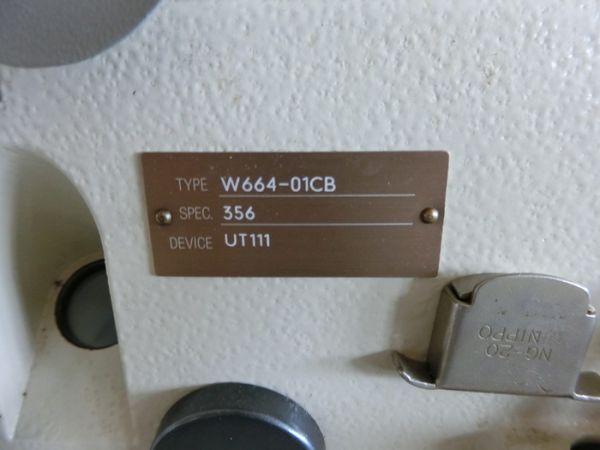 TYPE W664-01CB
SPEC. 356
DEVICE UT111
NG-20
NIPPO